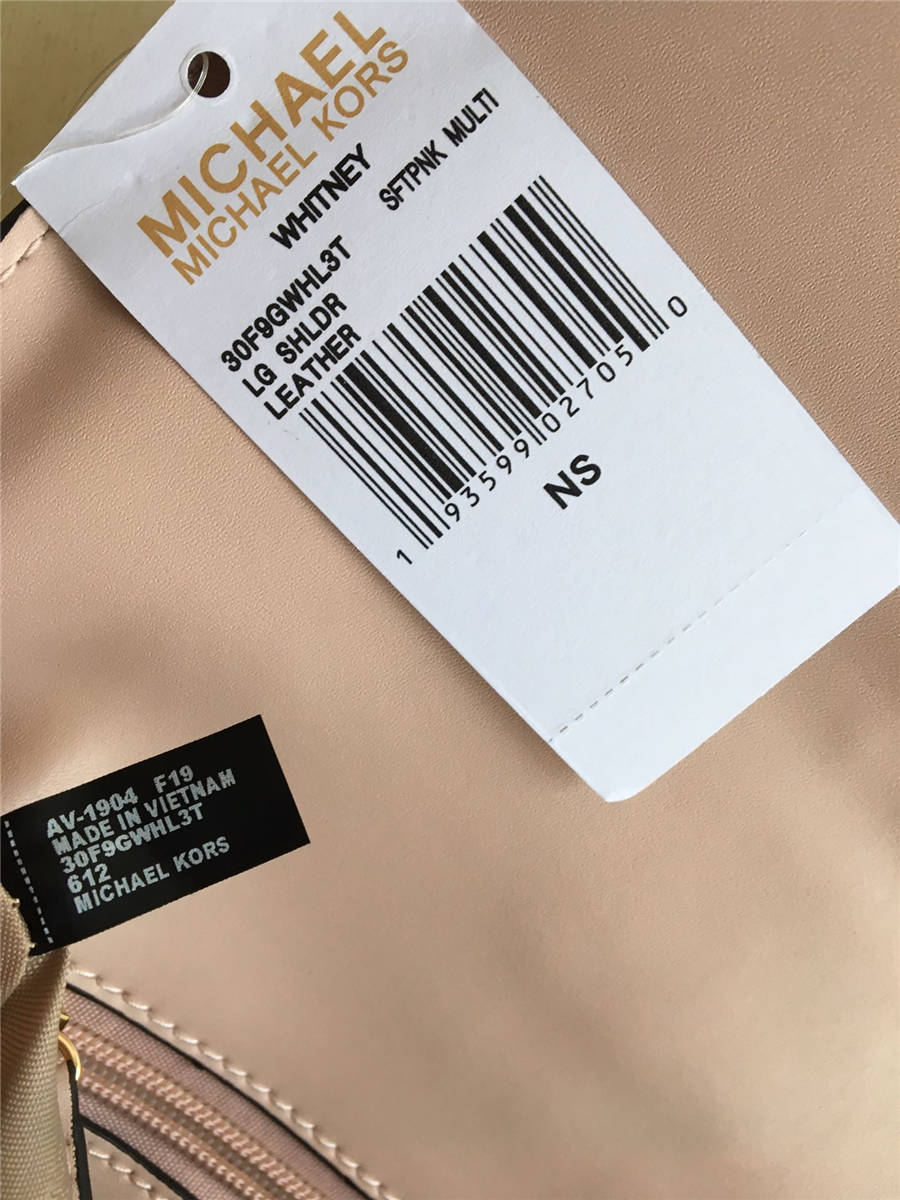 MICHAEL
MICHAEL KORS
WHITNEY
30F9GWHL3T SFTPNK MULTI
LG SHLDR
LEATHER
1 93599 02705 0
NS
AV-1904 F19
MADE IN VIETNAM
30F9GWHL3T
612
MICHAEL KORS